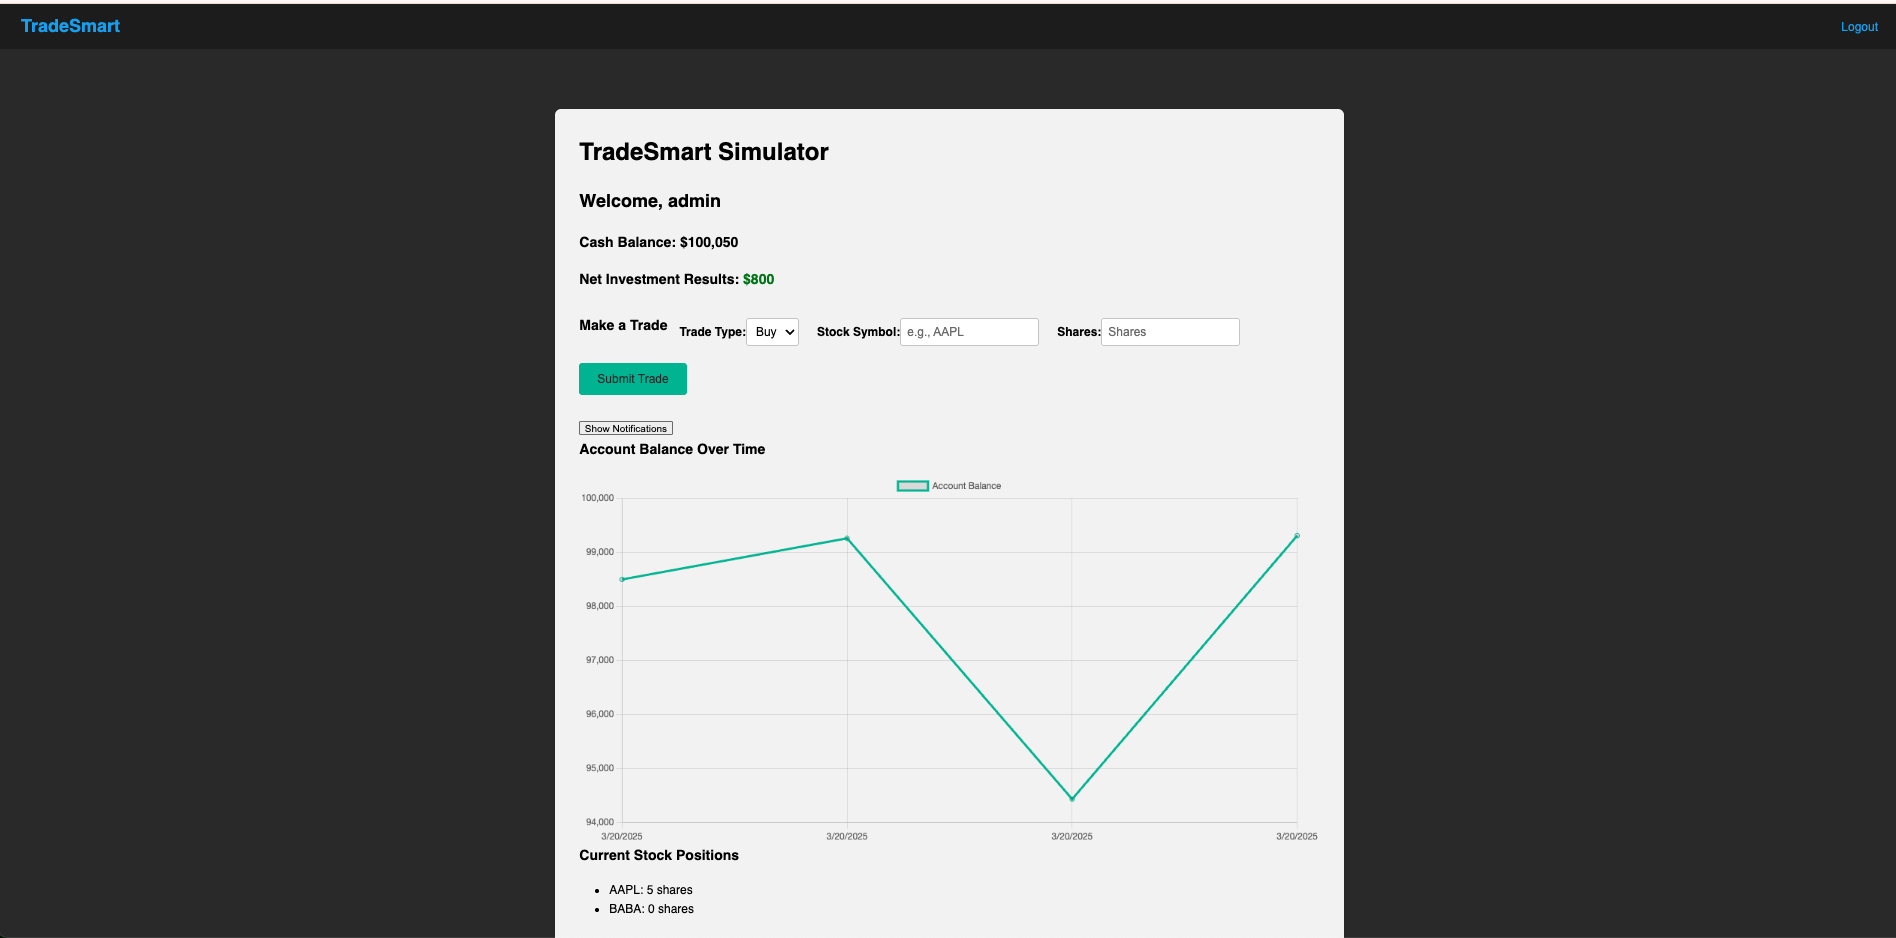 TradeSmart
Logout
TradeSmart Simulator
Welcome, admin
Cash Balance: $100,050
Net Investment Results: $800
Make a Trade Trade Type: Buy Stock Symbol: e.g., AAPL Shares: Shares
Submit Trade
Show Notifications
Account Balance Over Time
Account Balance
100,000
99,000
98,000
97,000
96,000
95,000
94,000
3/20/2025 3/20/2025 3/20/2025 3/20/2025
Current Stock Positions
AAPL: 5 shares
BABA: 0 shares